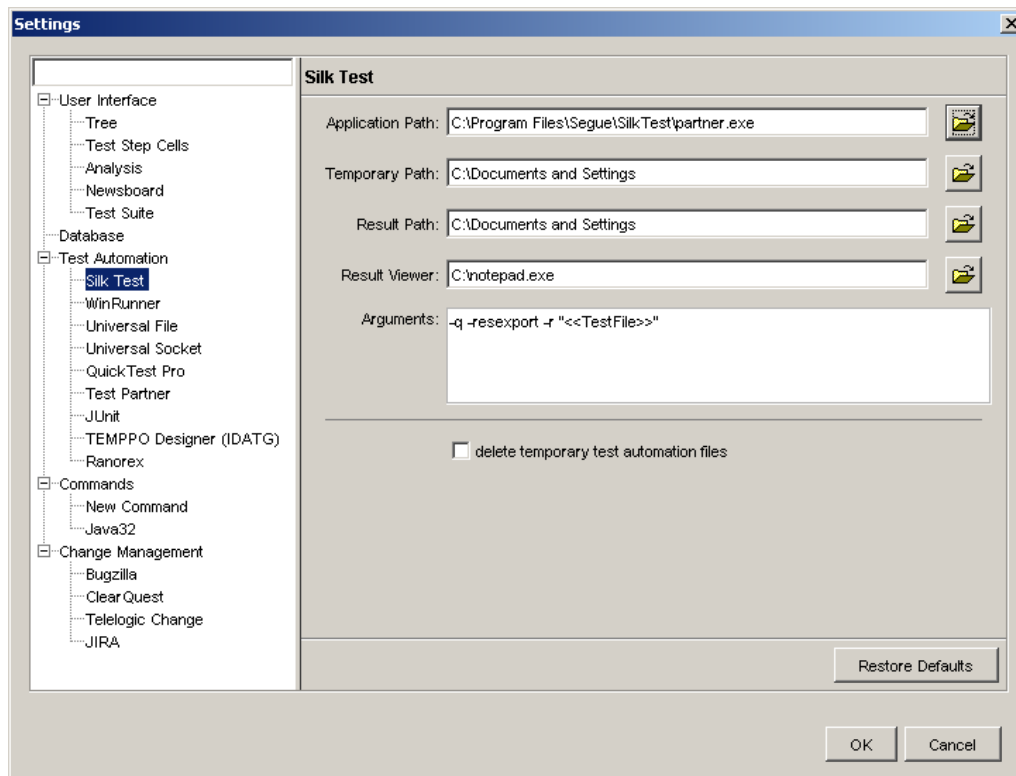 Settings
Silk Test
User Interface
Tree
Test Step Cells
Analysis
Newsboard
Test Suite
Database
Test Automation
Silk Test
WinRunner
Universal File
Universal Socket
QuickTest Pro
Test Partner
JUnit
TEMPPO Designer (IDATG)
Ranorex
Commands
New Command
Java32
Change Management
Bugzilla
ClearQuest
Telelogic Change
JIRA
Application Path: C:\Program Files\Segue\SilkTest\partner.exe
Temporary Path: C:\Documents and Settings
Result Path: C:\Documents and Settings
Result Viewer: C:\notepad.exe
Arguments: -q -resexport -r "<<TestFile>>"
delete temporary test automation files
Restore Defaults
OK Cancel